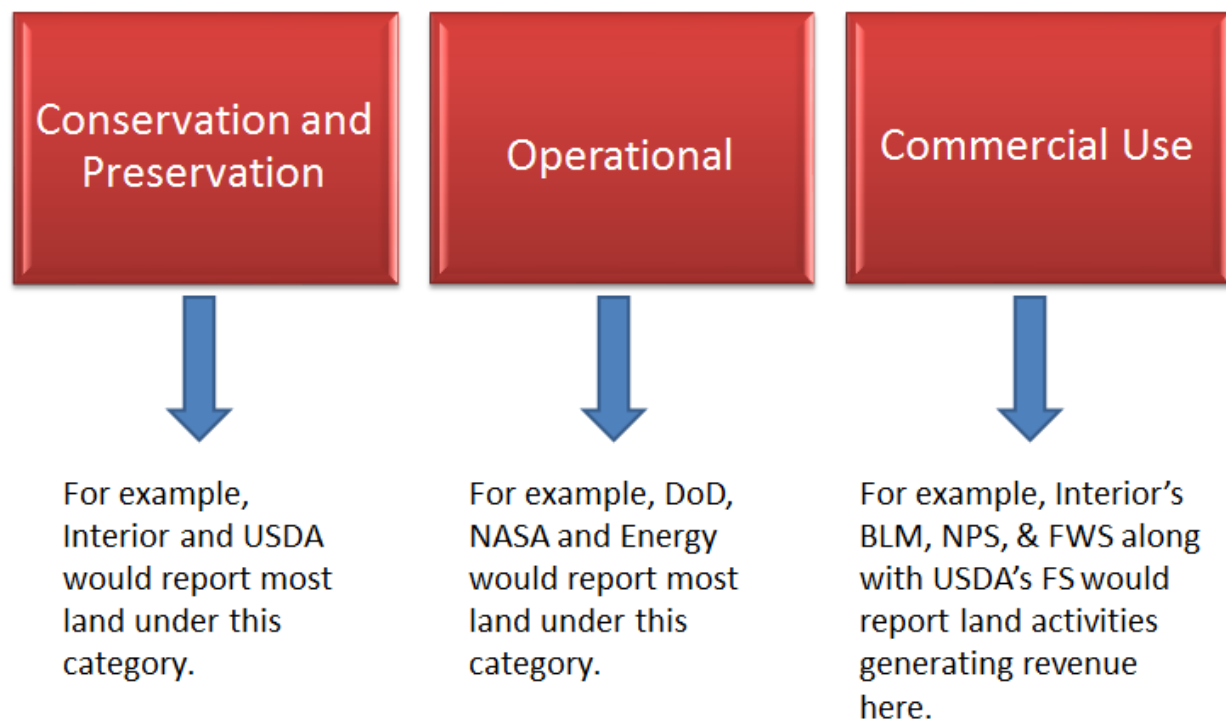 Conservation and
Preservation
Operational
Commercial Use
For example,
Interior and USDA
would report most
land under this
category.
For example, DoD,
NASA and Energy
would report most
land under this
category.
For example, Interior's
BLM, NPS, & FWS along
with USDA's FS would
report land activities
generating revenue
here.